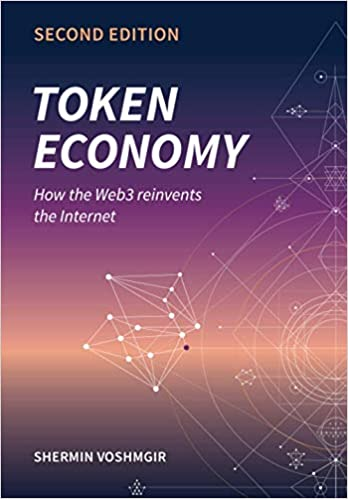 SECOND EDITION
TOKEN
ECONOMY
How the Web3 reinvents
the Internet
SHERMIN VOSHMGIR